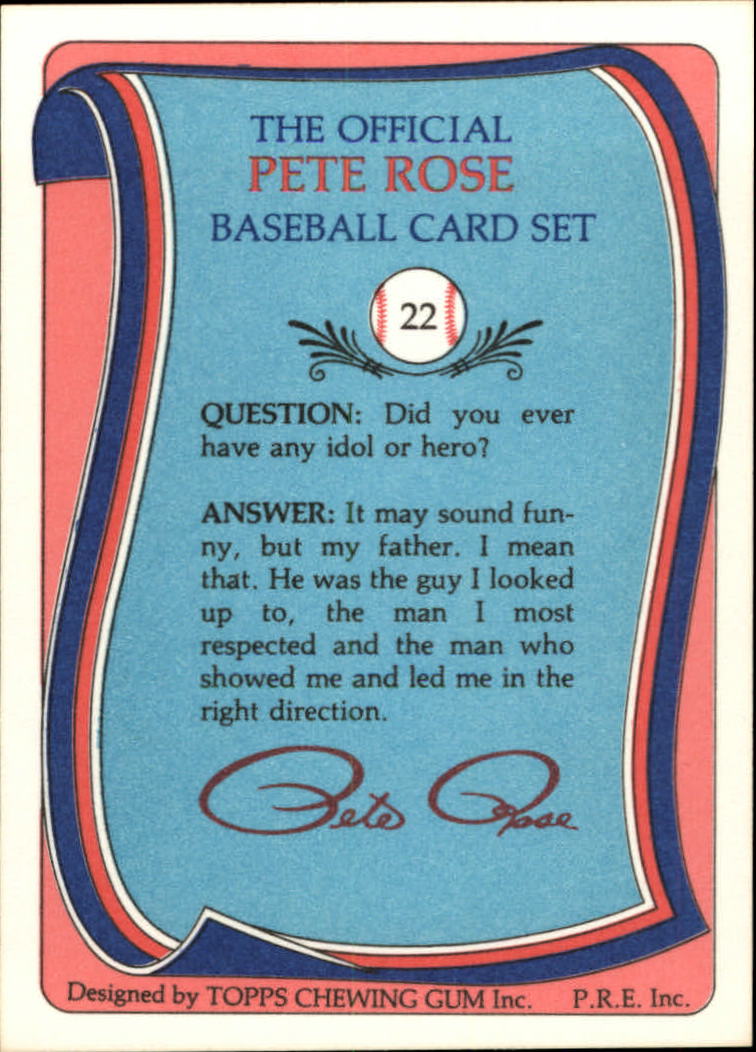 THE OFFICIAL
PETE ROSE
BASEBALL CARD SET
22
QUESTION: Did you ever
have any idol or hero?
ANSWER: It may sound fun-
ny, but my father. I mean
that. He was the guy I looked
up to, the man I most
respected and the man who
showed me and led me in the
right direction.
Pete Rose
Designed by TOPPS CHEWING GUM Inc. P.R.E. Inc.